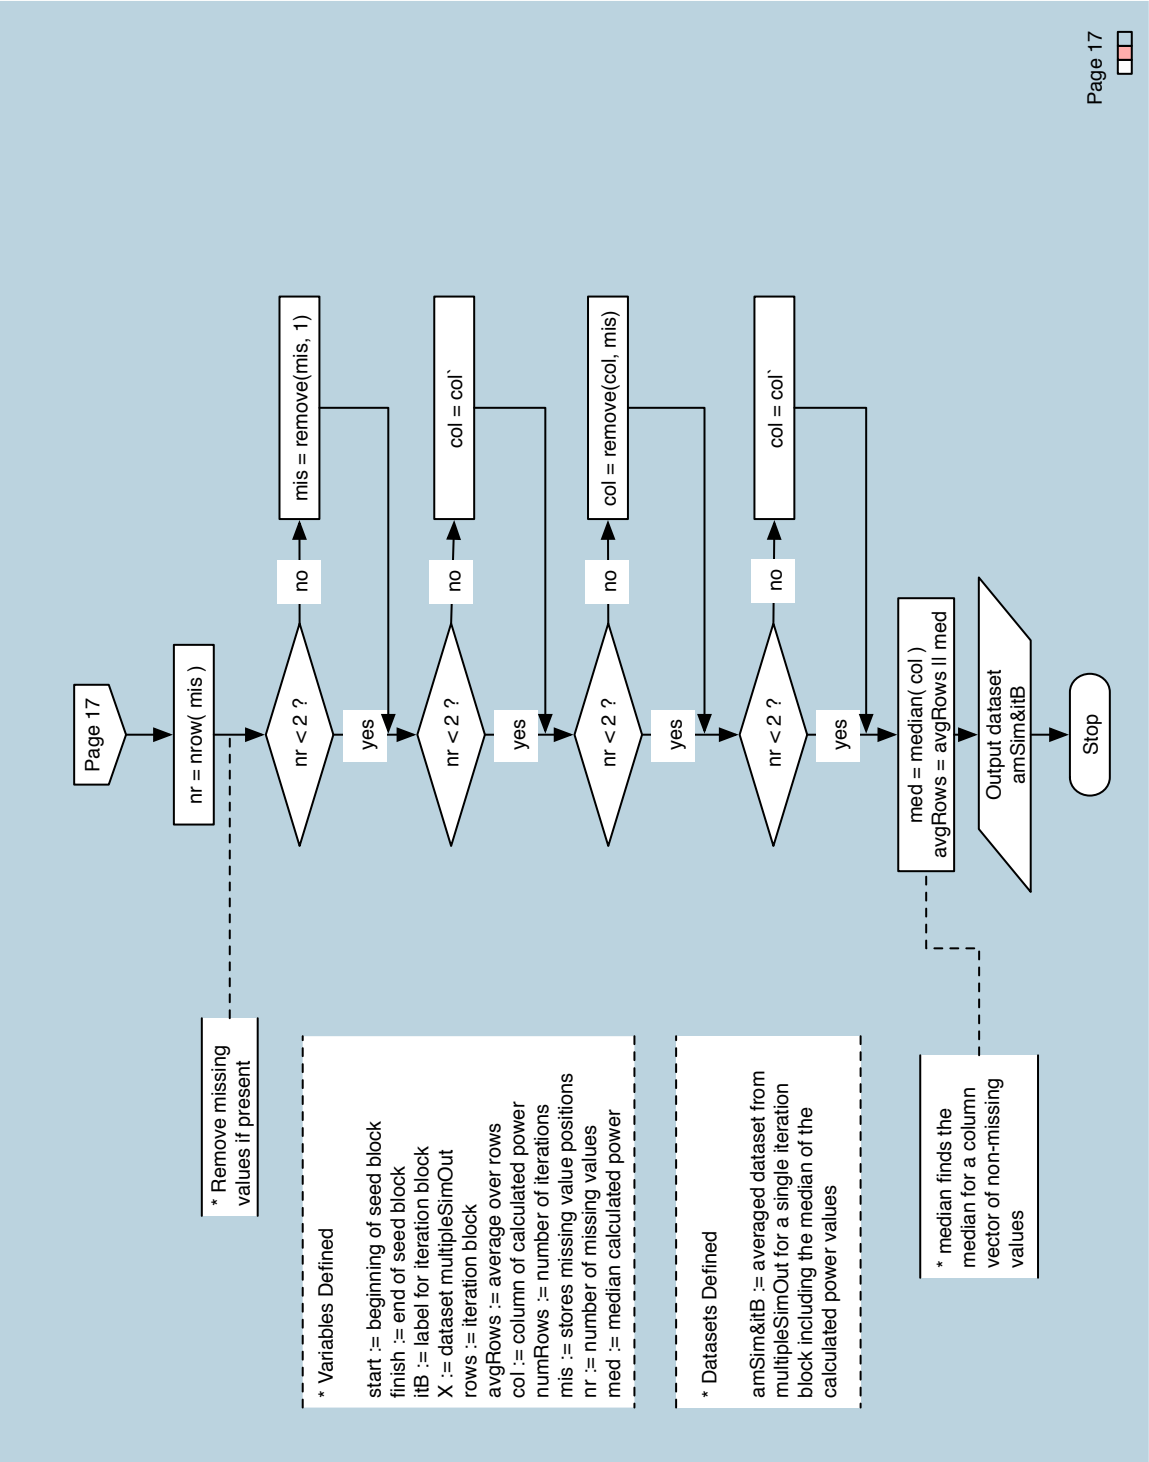 Page 17
nr = nrow( mis )
* Remove missing
values if present
nr < 2 ?
no
mis = remove(mis, 1)
yes
nr < 2 ?
no
col = col`
yes
nr < 2 ?
no
col = remove(col, mis)
yes
nr < 2 ?
no
col = col`
yes
med = median( col )
avgRows = avgRows II med
Output dataset
amSim&itB
Stop
* Variables Defined
start := beginning of seed block
finish := end of seed block
itB := label for iteration block
X := dataset multipleSimOut
rows := iteration block
avgRows := average over rows
col := column of calculated power
numRows := number of iterations
mis := stores missing value positions
nr := number of missing values
med := median calculated power
* Datasets Defined
amSim&itB := averaged dataset from
multipleSimOut for a single iteration
block including the median of the
calculated power values
* median finds the
median for a column
vector of non-missing
values
Page 17